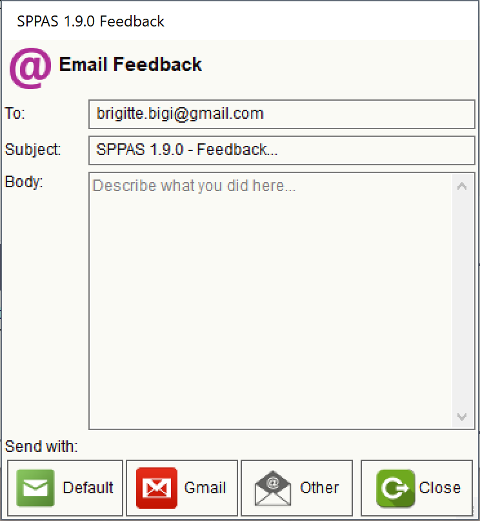 SPPAS 1.9.0 Feedback
@ Email Feedback
To: brigitte.bigi@gmail.com
Subject: SPPAS 1.9.0 - Feedback...
Body: Describe what you did here...
Send with:
Default Gmail @ Other Close